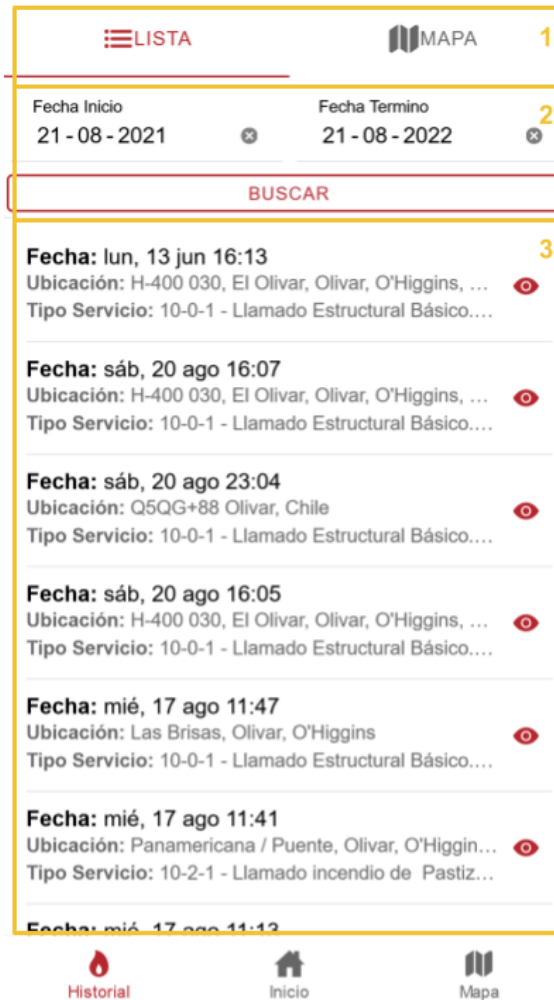 LISTA MAPA 1
Fecha Inicio Fecha Termino 2
21 - 08 - 2021 21 - 08 - 2022
BUSCAR
3
Fecha: lun, 13 jun 16:13
Ubicación: H-400 030, El Olivar, Olivar, O'Higgins, ...
Tipo Servicio: 10-0-1 - Llamado Estructural Básico....
Fecha: sáb, 20 ago 16:07
Ubicación: H-400 030, El Olivar, Olivar, O'Higgins, ...
Tipo Servicio: 10-0-1 - Llamado Estructural Básico....
Fecha: sáb, 20 ago 23:04
Ubicación: Q5QG+88 Olivar, Chile
Tipo Servicio: 10-0-1 - Llamado Estructural Básico....
Fecha: sáb, 20 ago 16:05
Ubicación: H-400 030, El Olivar, Olivar, O'Higgins, ...
Tipo Servicio: 10-0-1 - Llamado Estructural Básico....
Fecha: mié, 17 ago 11:47
Ubicación: Las Brisas, Olivar, O'Higgins
Tipo Servicio: 10-0-1 - Llamado Estructural Básico....
Fecha: mié, 17 ago 11:41
Ubicación: Panamericana / Puente, Olivar, O'Higgin...
Tipo Servicio: 10-2-1 - Llamado incendio de Pastiz...
Fecha: mié, 17 ago 11:13
Historial Inicio Mapa